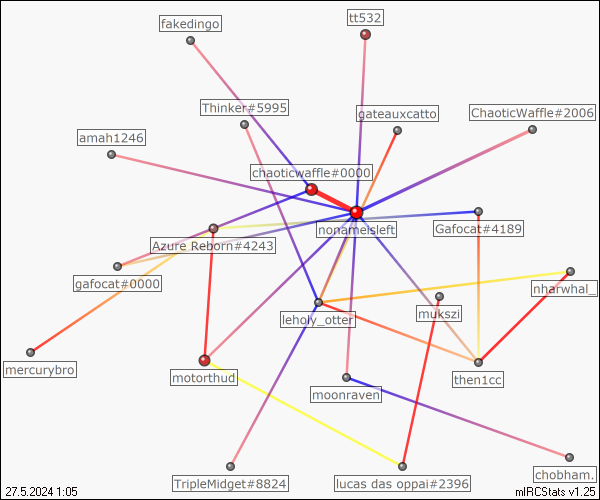 fakedingo
tt532
Thinker#5995
gateauxcatto
ChaoticWaffle#2006
amah1246
chaoticwaffle#0000
nonameisleft
Gafocat#4189
Azure Reborn#4243
gafocat#0000
nharwhal_
leholy_otter
mukszi
mercurybro
motorthud
moonraven
then1cc
TripleMidget#8824
lucas das oppai#2396
chobham.
27.5.2024 1:05
mIRCStats v1.25